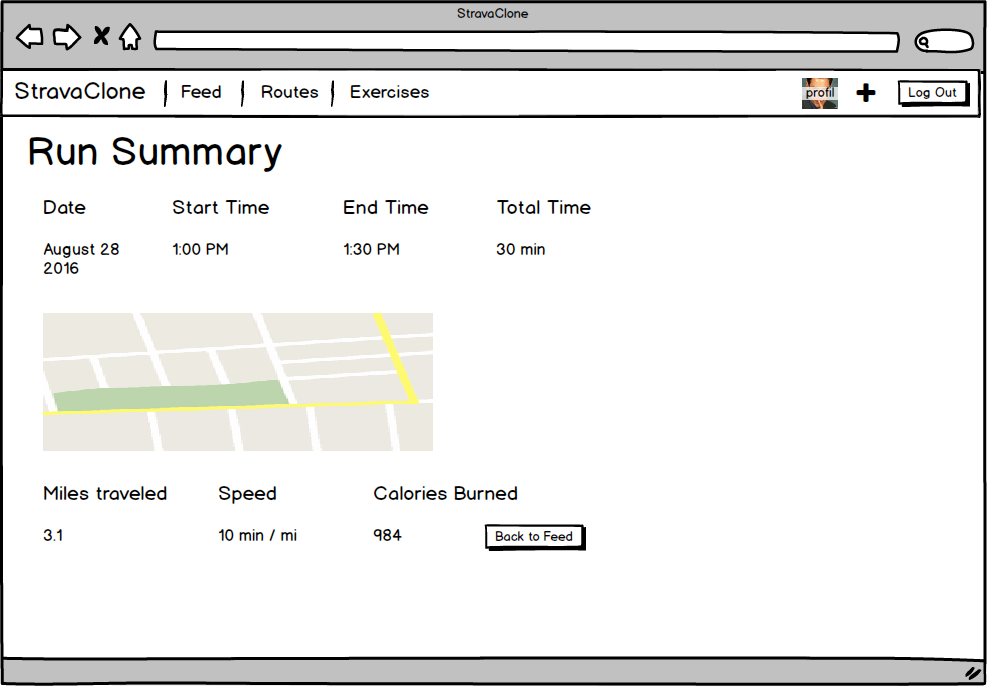 StravaClone
StravaClone Feed Routes Exercises profil Log Out
Run Summary
Date Start Time End Time Total Time
August 28 1:00 PM 1:30 PM 30 min
2016
Miles traveled Speed Calories Burned
3.1 10 min / mi 984 Back to Feed